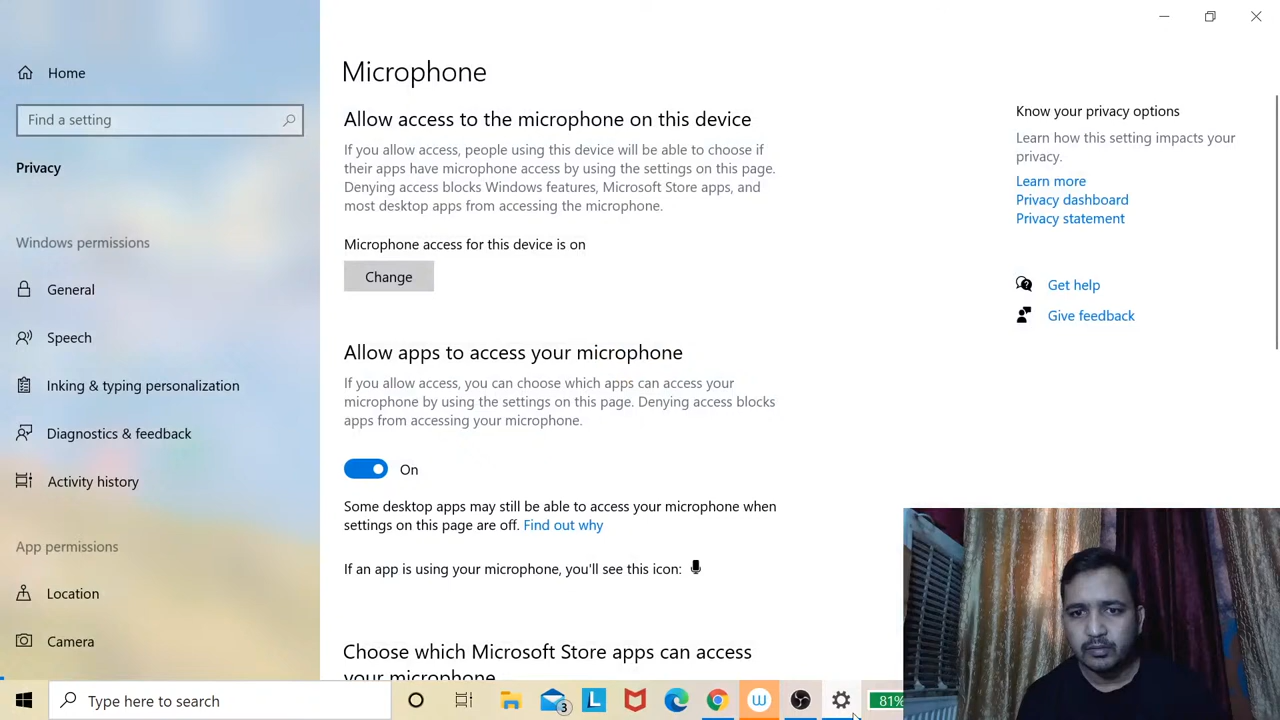 Home
Find a setting
Privacy
Windows permissions
General
Speech
Inking & typing personalization
Diagnostics & feedback
Activity history
App permissions
Location
Camera
Microphone
Allow access to the microphone on this device
If you allow access, people using this device will be able to choose if
their apps have microphone access by using the settings on this page.
Denying access blocks Windows features, Microsoft Store apps, and
most desktop apps from accessing the microphone.
Microphone access for this device is on
Change
Allow apps to access your microphone
If you allow access, you can choose which apps can access your
microphone by using the settings on this page. Denying access blocks
apps from accessing your microphone.
On
Some desktop apps may still be able to access your microphone when
settings on this page are off. Find out why
If an app is using your microphone, you'll see this icon:
Choose which Microsoft Store apps can access
your microphone
Know your privacy options
Learn how this setting impacts your
privacy.
Learn more
Privacy dashboard
Privacy statement
Get help
Give feedback
Type here to search
3
L
W
81%